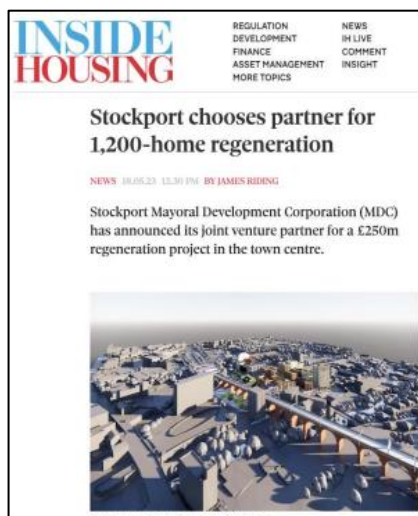 INSIDE
HOUSING
REGULATION
DEVELOPMENT
FINANCE
ASSET MANAGEMENT
MORE TOPICS
NEWS
IH LIVE
COMMENT
INSIGHT
Stockport chooses partner for
1,200-home regeneration
NEWS 18.05.23 12.30 PM BY JAMES RIDING
Stockport Mayoral Development Corporation (MDC)
has announced its joint venture partner for a £250m
regeneration project in the town centre.